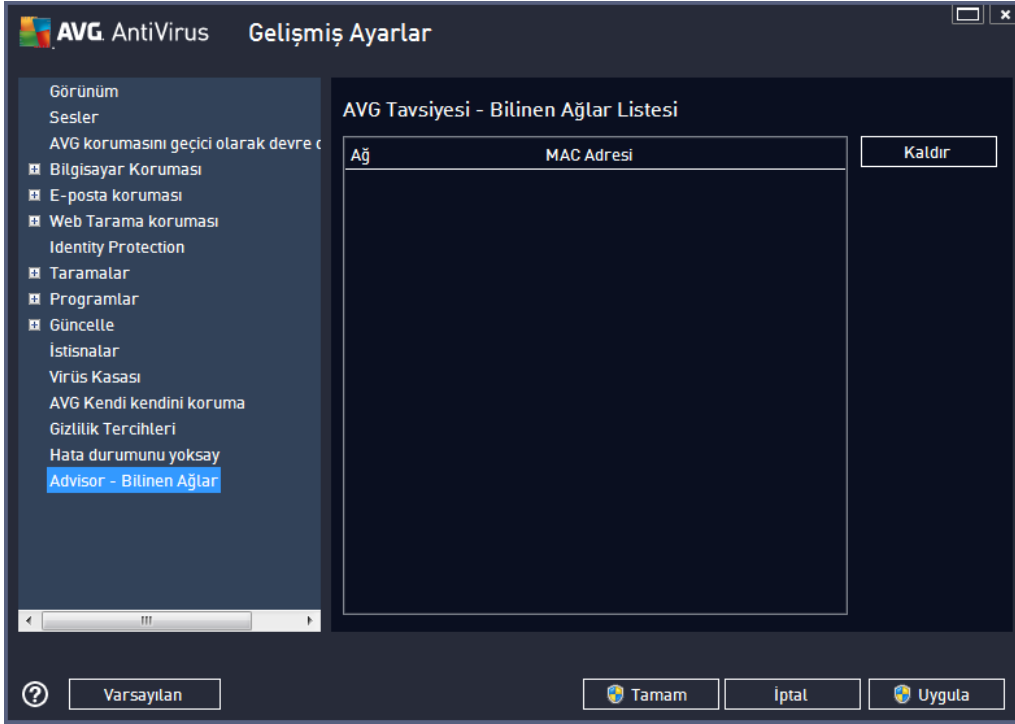 AVG. AntiVirus Gelişmiş Ayarlar
Görünüm
Sesler
AVG korumasını geçici olarak devre
Bilgisayar Koruması
E-posta koruması
Web Tarama koruması
Identity Protection
Taramalar
Programlar
Güncelle
İstisnalar
Virüs Kasası
AVG Kendi kendini koruma
Gizlilik Tercihleri
Hata durumunu yoksay
Advisor - Bilinen Ağlar
AVG Tavsiyesi - Bilinen Ağlar Listesi
Ağ MAC Adresi
Kaldır
Varsayılan
Tamam
İptal
Uygula